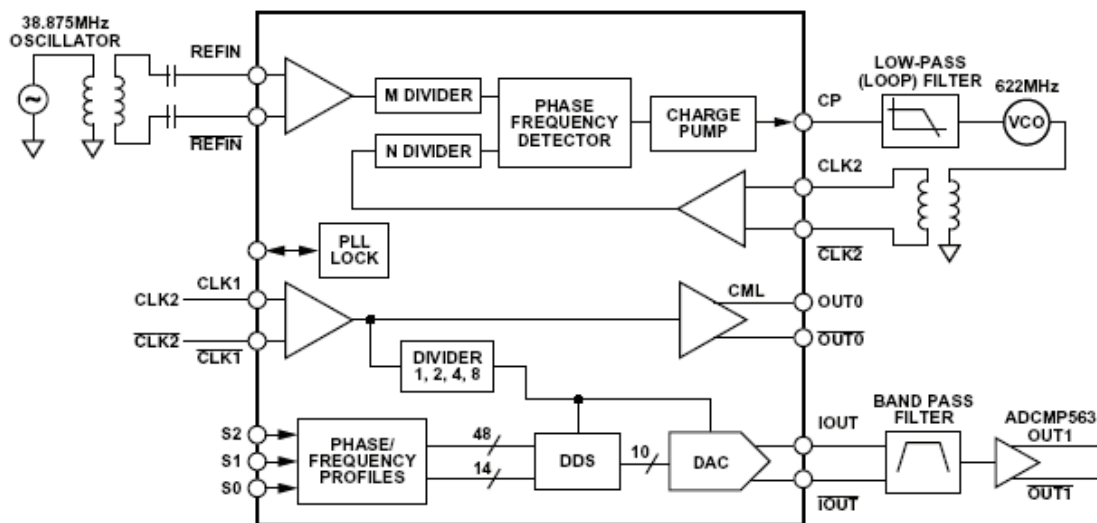 38.875MHz
OSCILLATOR
REFIN
REFIN
M DIVIDER
N DIVIDER
PHASE
FREQUENCY
DETECTOR
CHARGE
PUMP
CP
LOW-PASS
(LOOP) FILTER
622MHz
VCO
CLK2
CLK2
PLL
LOCK
CLK1
CLK2
CLK2
CLK1
CML
OUT0
OUT0
DIVIDER
1, 2, 4, 8
S2
S1
S0
PHASE/
FREQUENCY
PROFILES
48
14
DDS
10
DAC
IOUT
IOUT
BAND PASS
FILTER
ADCMP563
OUT1
OUT1